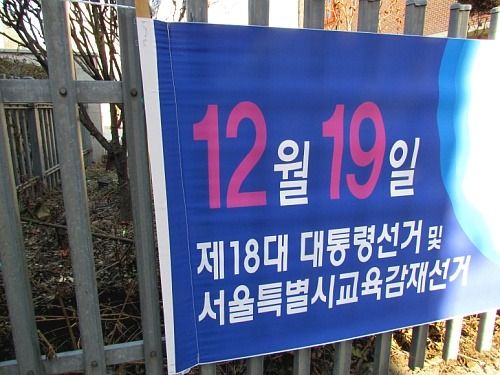 12월 19일
제18대 대통령선거 및
서울특별시교육감재선거